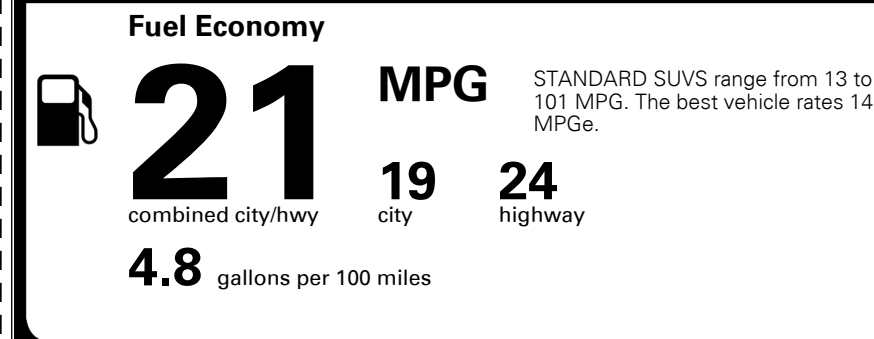 Fuel Economy
21 MPG
STANDARD SUVS range from 13 to
101 MPG. The best vehicle rates 14
MPGe.
combined city/hwy
19 city
24 highway
4.8 gallons per 100 miles